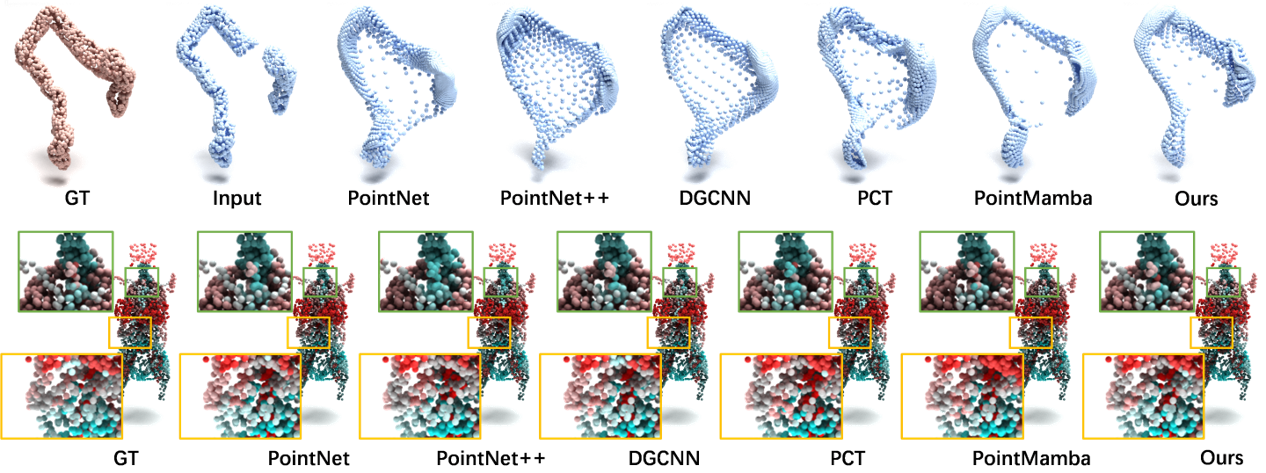 GT Input PointNet PointNet++ DGCNN PCT PointMamba Ours
GT PointNet PointNet++ DGCNN PCT PointMamba Ours